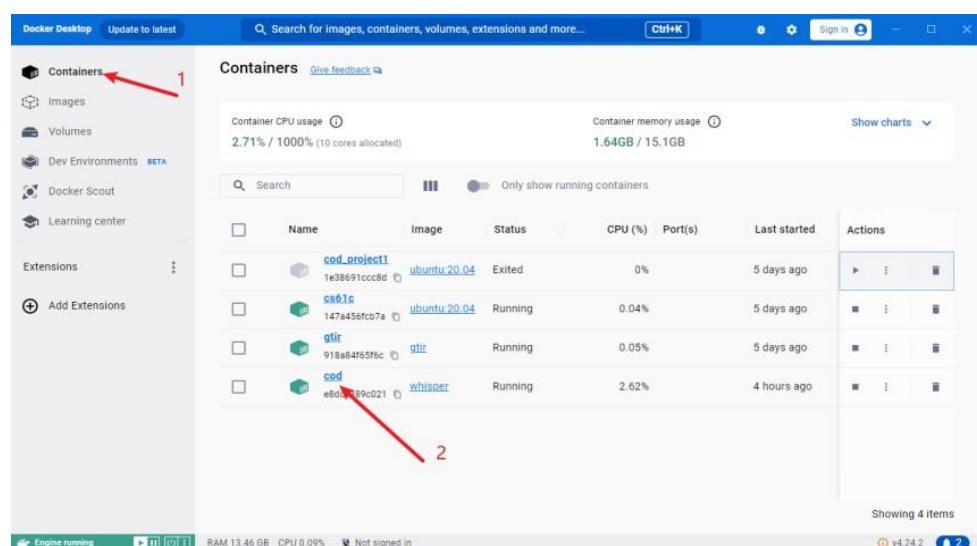 Docker Desktop Update to latest Search for images, containers, volumes, extensions and more... Ctrl+K Sign in
Containers 1
Images
Volumes
Dev Environments BETA
Docker Scout
Learning center
Extensions
Add Extensions
Containers Give feedback
Container CPU usage Container memory usage Show charts
2.71% / 1000% (10 cores allocated) 1.64GB / 15.1GB
Search Only show running containers
Name Image Status CPU (%) Port(s) Last started Actions
cod_project1
1e38691ccc8d ubuntu:20.04 Exited 0% 5 days ago
cs61c
147a456fcb7a ubuntu:20.04 Running 0.04% 5 days ago
gtir
918a84f65f6c gtir Running 0.05% 5 days ago
cod
whisper Running 2.62% 4 hours ago
2
Showing 4 items
Engine running RAM 13.46 GB CPU 0.09% Not signed in v4.24.2 2